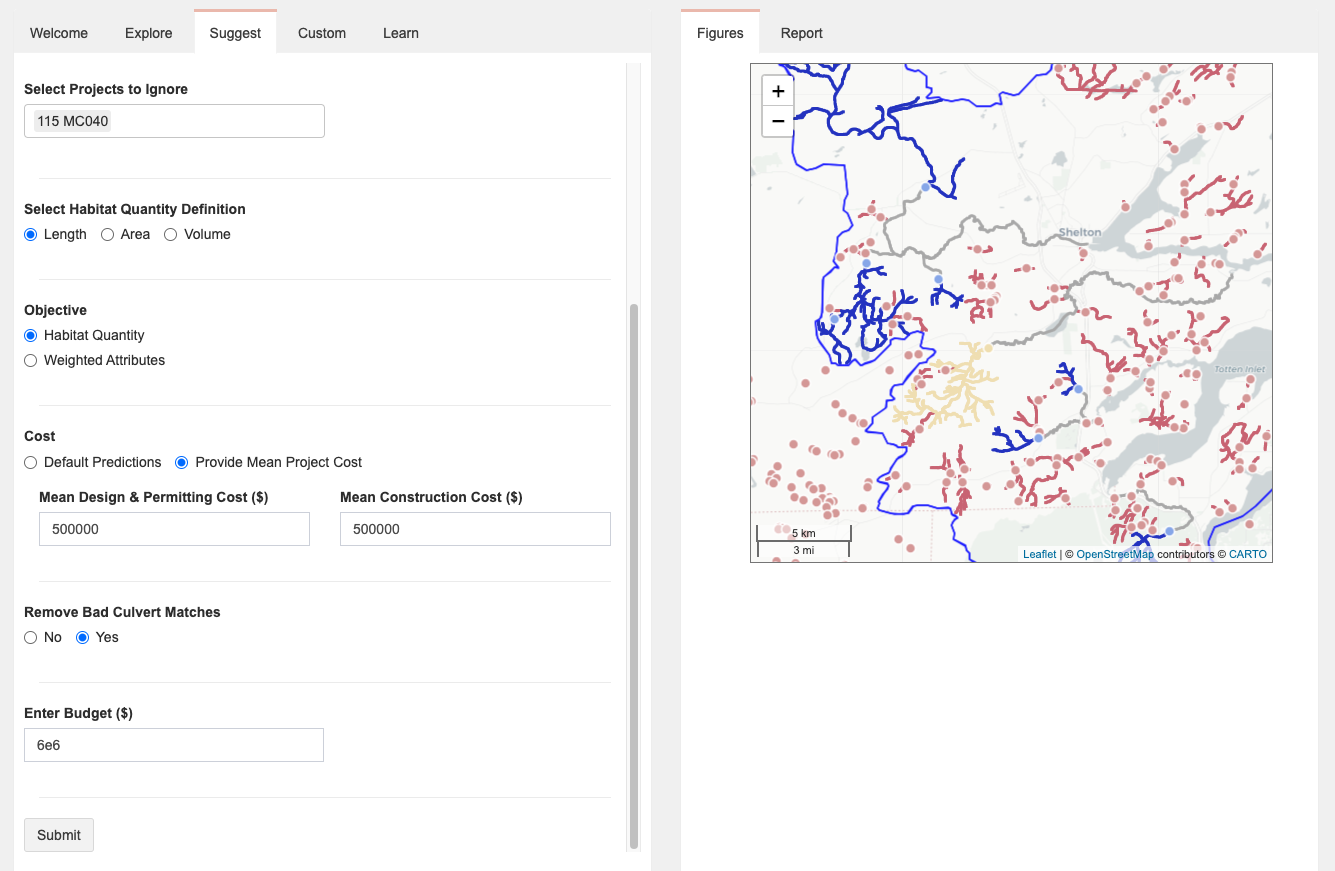 Welcome
Explore
Suggest
Custom
Learn
Select Projects to Ignore
115 MC040
Select Habitat Quantity Definition
Length
Area
Volume
Objective
Habitat Quantity
Weighted Attributes
Cost
Default Predictions
Provide Mean Project Cost
Mean Design & Permitting Cost ($)
Mean Construction Cost ($)
500000
500000
Remove Bad Culvert Matches
No
Yes
Enter Budget ($)
6e6
Submit
Figures
Report
+
−
Shelton
Totten Inlet
5 km
3 mi
Leaflet | © OpenStreetMap contributors © CARTO